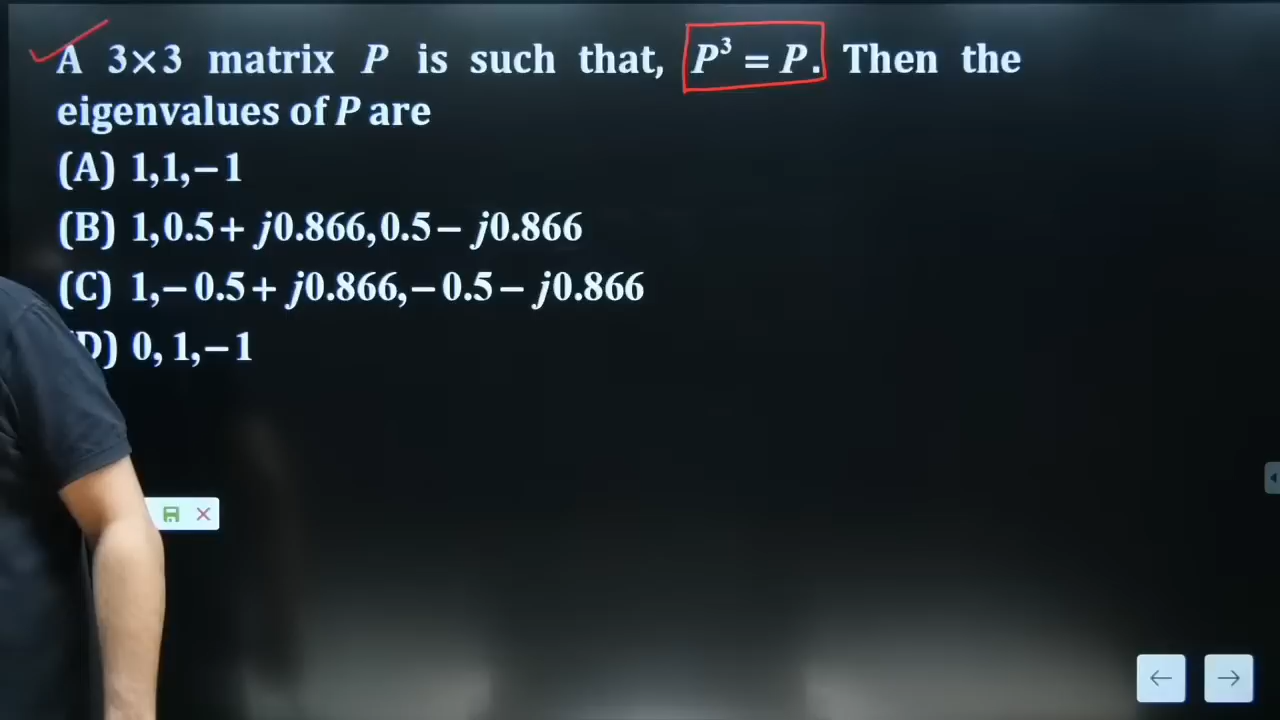 A 3×3 matrix P is such that, P³ = P. Then the
eigenvalues of P are
(A) 1,1,−1
(B) 1,0.5+ j0.866,0.5− j0.866
(C) 1,−0.5+ j0.866,−0.5− j0.866
D) 0, 1,−1